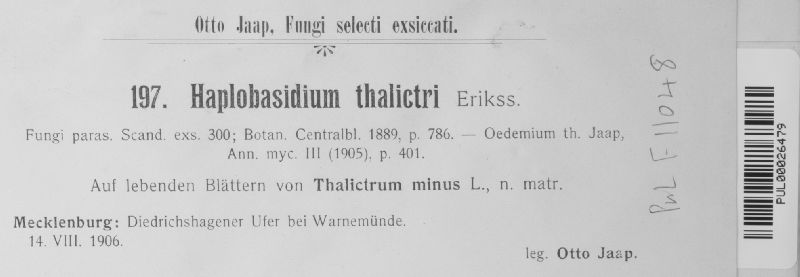 Otto Jaap, Fungi selecti exsiccati.
197. Haplobasidium thalictri Erikss.
Fungi paras. Scand. exs. 300; Botan. Centralbl. 1889, p. 786. — Oedemium th. Jaap,
Ann. myc. III (1905), p. 401.
Auf lebenden Blättern von Thalictrum minus L., n. matr.
Mecklenburg: Diedrichshagener Ufer bei Warnemünde.
14. VIII. 1906.
leg. Otto Jaap.
PUL F 11048
PUL00026479